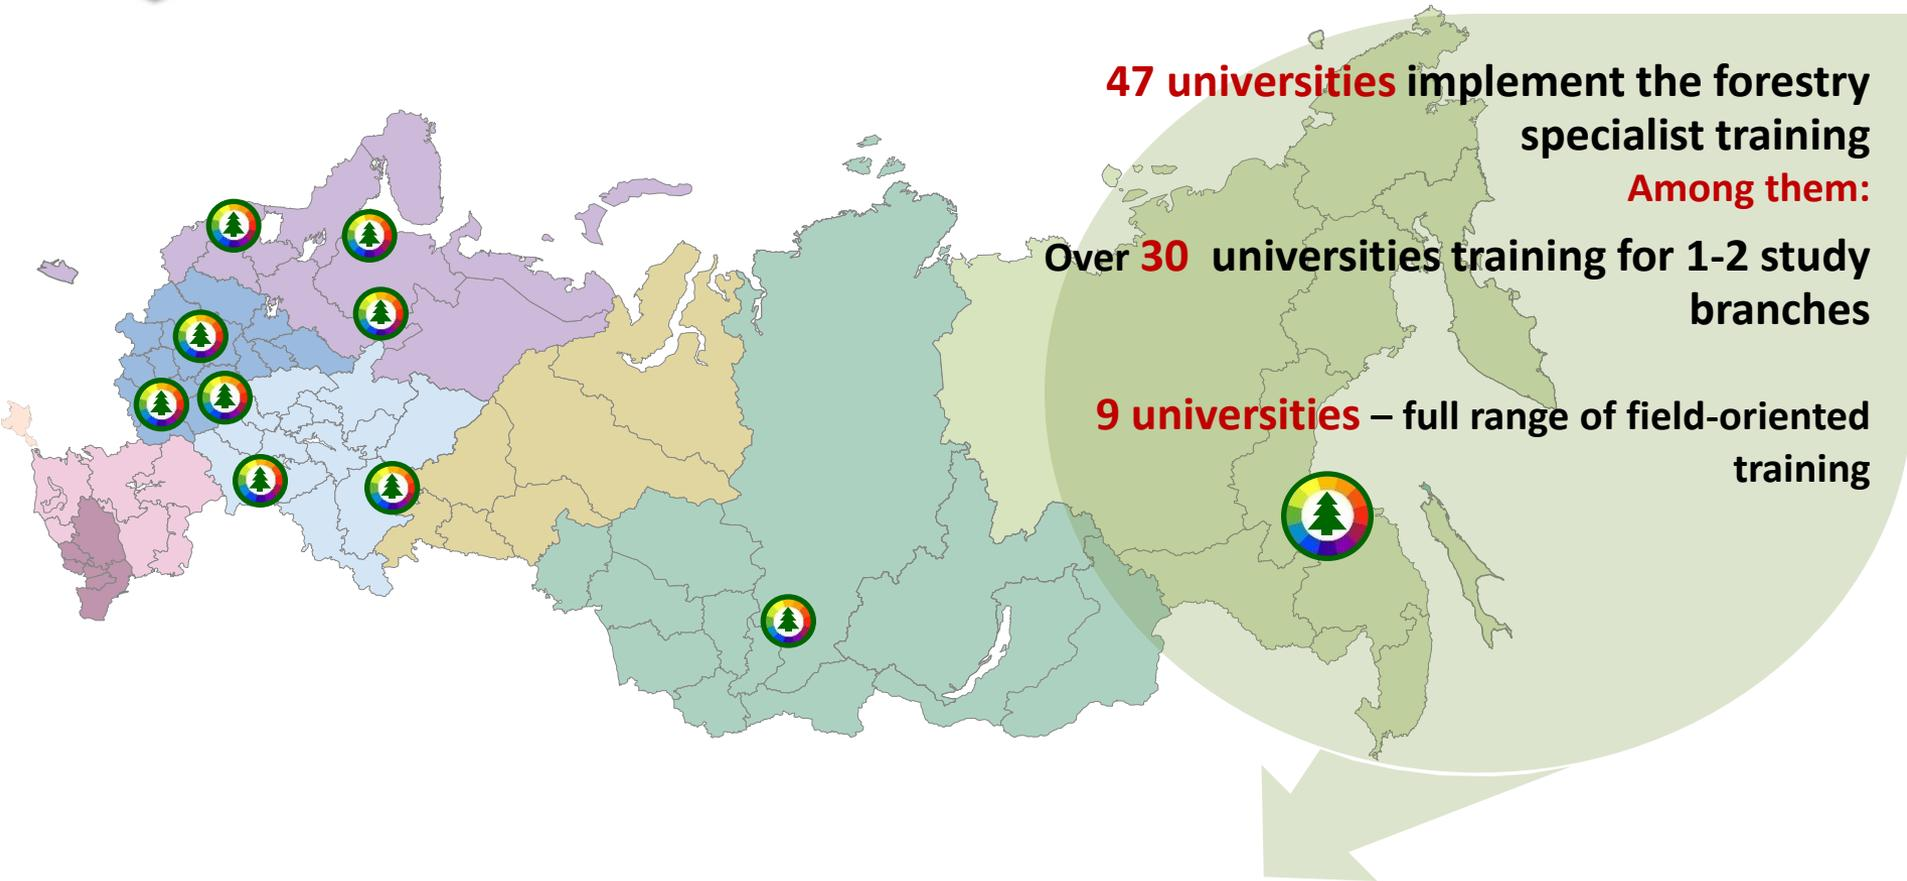 47 universities implement the forestry
specialist training
Among them:
Over 30 universities training for 1-2 study
branches
9 universities – full range of field-oriented
training